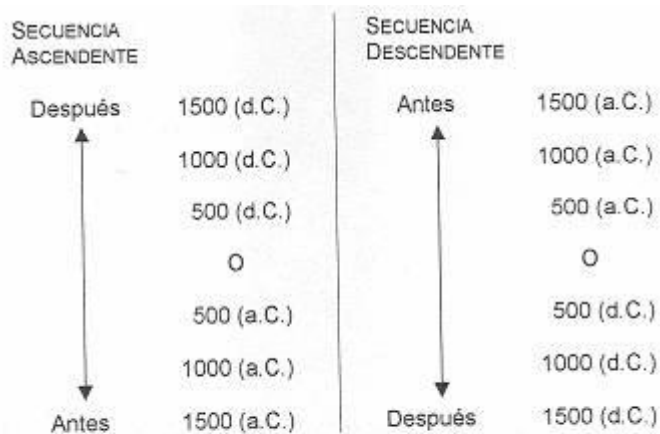 SECUENCIA
ASCENDENTE
Después 1500 (d.C.)
1000 (d.C.)
500 (d.C.)
O
500 (a.C.)
1000 (a.C.)
Antes 1500 (a.C.)
SECUENCIA
DESCENDENTE
Antes 1500 (a.C.)
1000 (a.C.)
500 (a.C.)
O
500 (d.C.)
1000 (d.C.)
Después 1500 (d.C.)